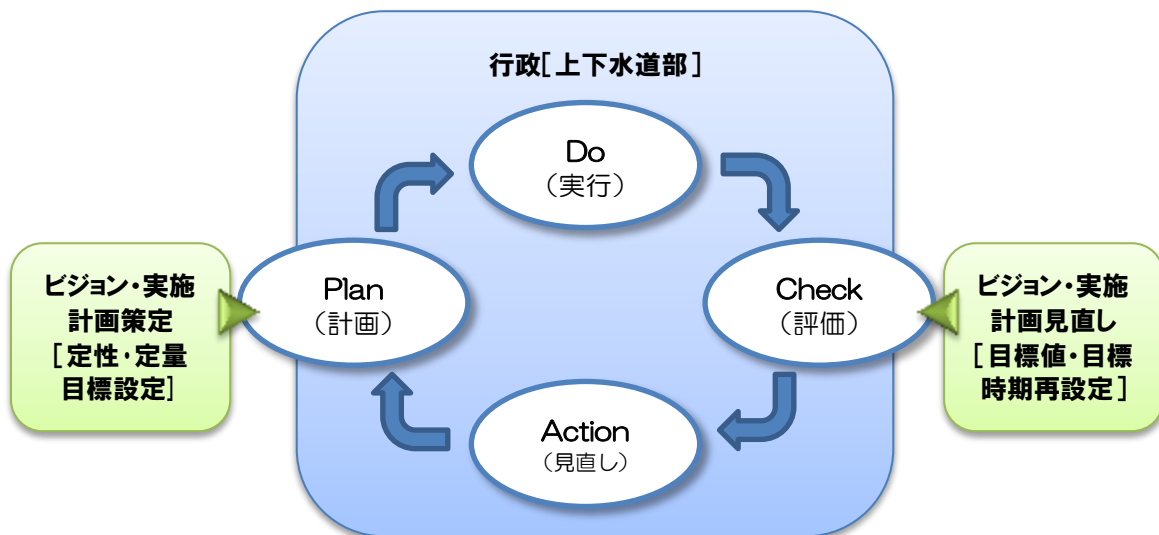 行政[上下水道部]
Do
（実行）
ビジョン・実施
計画策定
[定性・定量
目標設定]
Plan
（計画）
Check
（評価）
ビジョン・実施
計画見直し
[目標値・目標
時期再設定]
Action
（見直し）